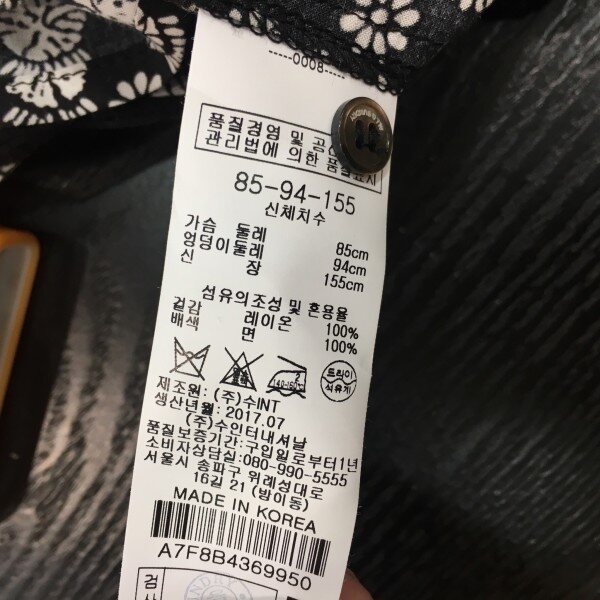 -----0008-----
품질경영 및 공산
관리법에 의한 품질표시
85-94-155
신체치수
가슴 둘레 85cm
엉덩이둘레 94cm
신 장 155cm
섬유의조성 및 혼용율
겉감 레이온 100%
배색 면 100%
140-160℃
드라이
석유계
제조원: (주)수INT
생산년월: 2017.07
(주)수인터내셔날
품질보증기간: 구입일로부터1년
소비자상담실: 080-990-5555
서울시 송파구 위례성대로
16길 21 (방이동)
MADE IN KOREA
A7F8B4369950
검